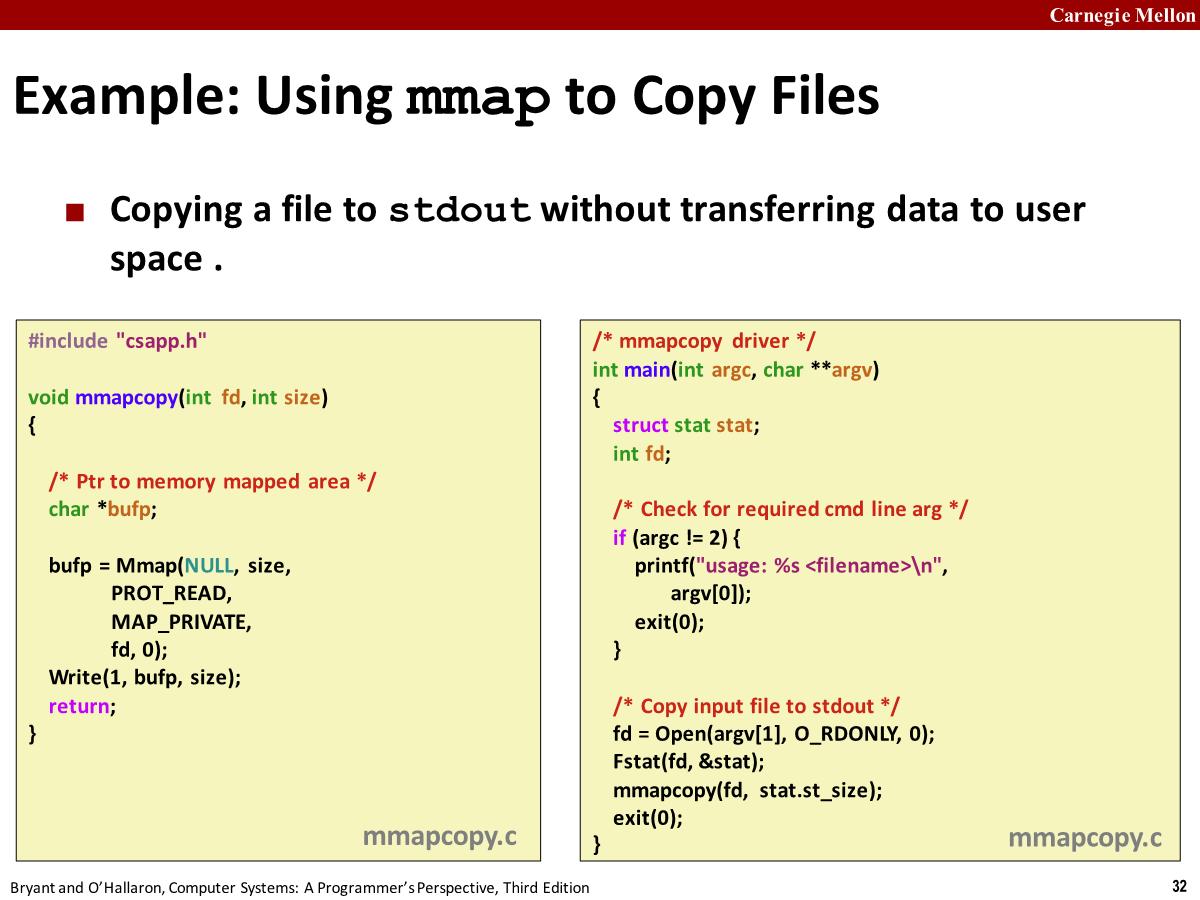 Carnegie Mellon
Example: Using mmap to Copy Files
■ Copying a file to stdout without transferring data to user
space .
#include "csapp.h"
void mmapcopy(int fd, int size)
{
/* Ptr to memory mapped area */
char *bufp;
bufp = Mmap(NULL, size,
PROT_READ,
MAP_PRIVATE,
fd, 0);
Write(1, bufp, size);
return;
}
mmapcopy.c
/* mmapcopy driver */
int main(int argc, char **argv)
{
struct stat stat;
int fd;
/* Check for required cmd line arg */
if (argc != 2) {
printf("usage: %s <filename>\n",
argv[0]);
exit(0);
}
/* Copy input file to stdout */
fd = Open(argv[1], O_RDONLY, 0);
Fstat(fd, &stat);
mmapcopy(fd, stat.st_size);
exit(0);
}
mmapcopy.c
Bryant and O’Hallaron, Computer Systems: A Programmer’s Perspective, Third Edition
32